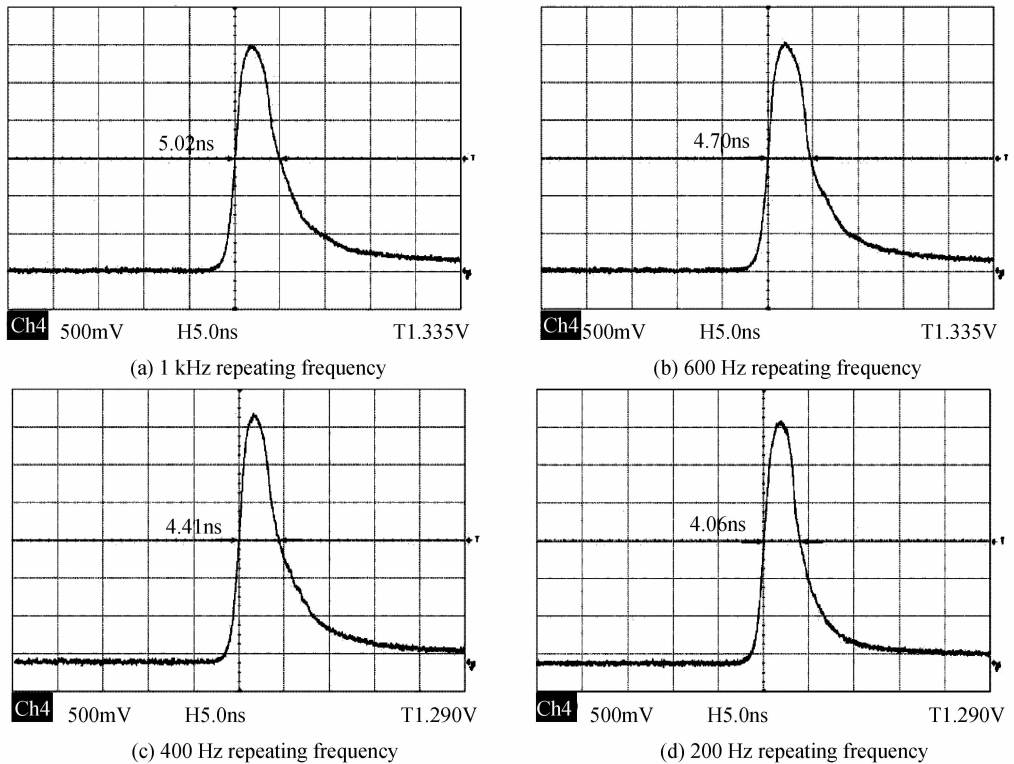 5.02ns
T
Ch4 500mV H5.0ns T1.335V
(a) 1 kHz repeating frequency
4.70ns
T
Ch4 500mV H5.0ns T1.335V
(b) 600 Hz repeating frequency
4.41ns
T
Ch4 500mV H5.0ns T1.290V
(c) 400 Hz repeating frequency
4.06ns
T
Ch4 500mV H5.0ns T1.290V
(d) 200 Hz repeating frequency